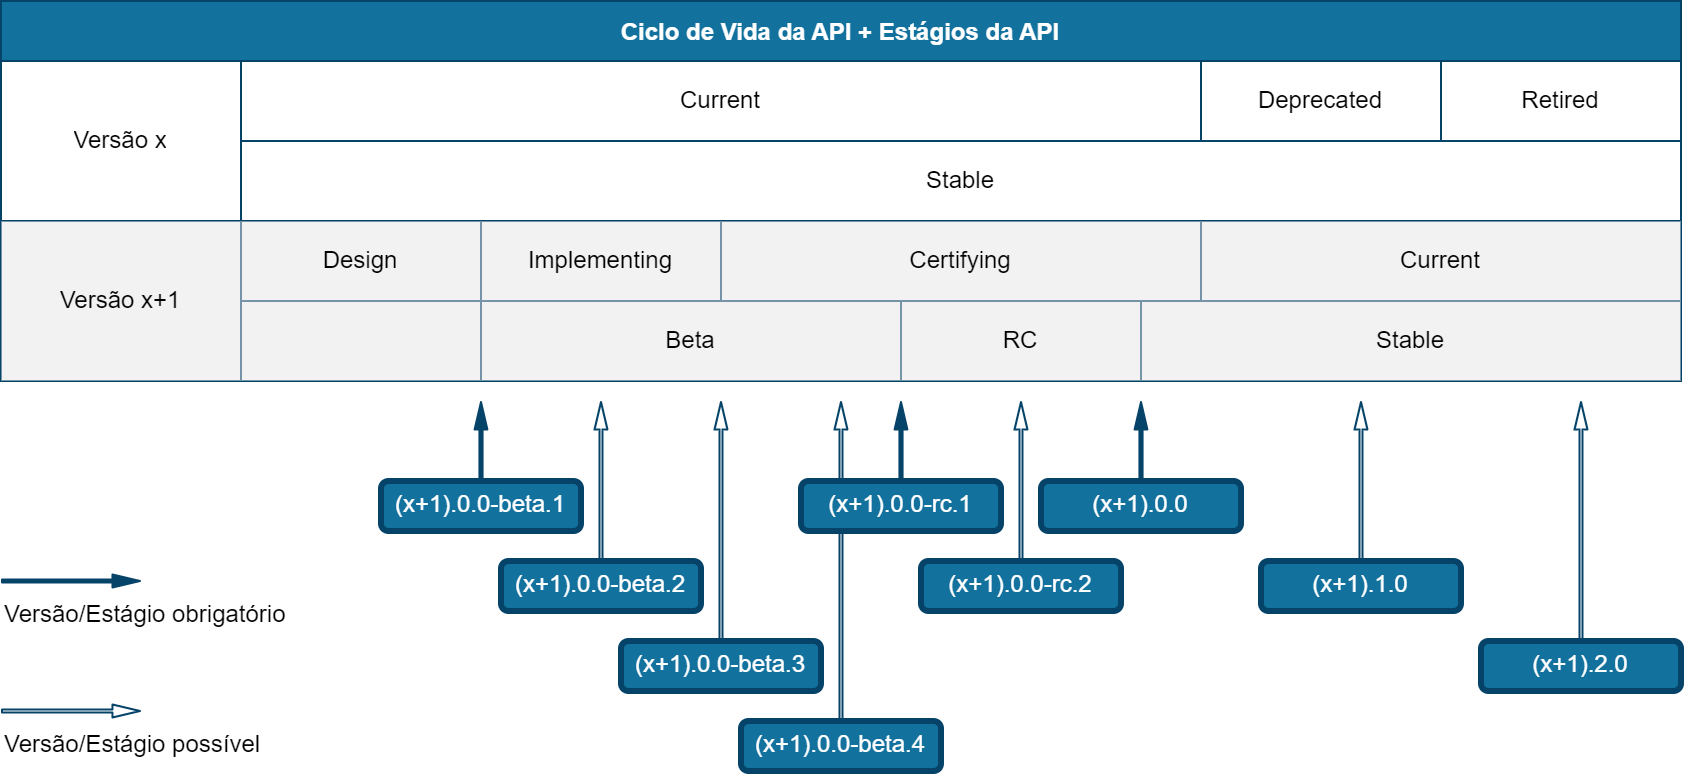 Ciclo de Vida da API + Estágios da API
Versão x
Current
Deprecated
Retired
Stable
Versão x+1
Design
Implementing
Certifying
Current
Beta
RC
Stable
(x+1).0.0-beta.1
(x+1).0.0-rc.1
(x+1).0.0
(x+1).0.0-beta.2
(x+1).0.0-rc.2
(x+1).1.0
Versão/Estágio obrigatório
(x+1).0.0-beta.3
(x+1).2.0
Versão/Estágio possível
(x+1).0.0-beta.4